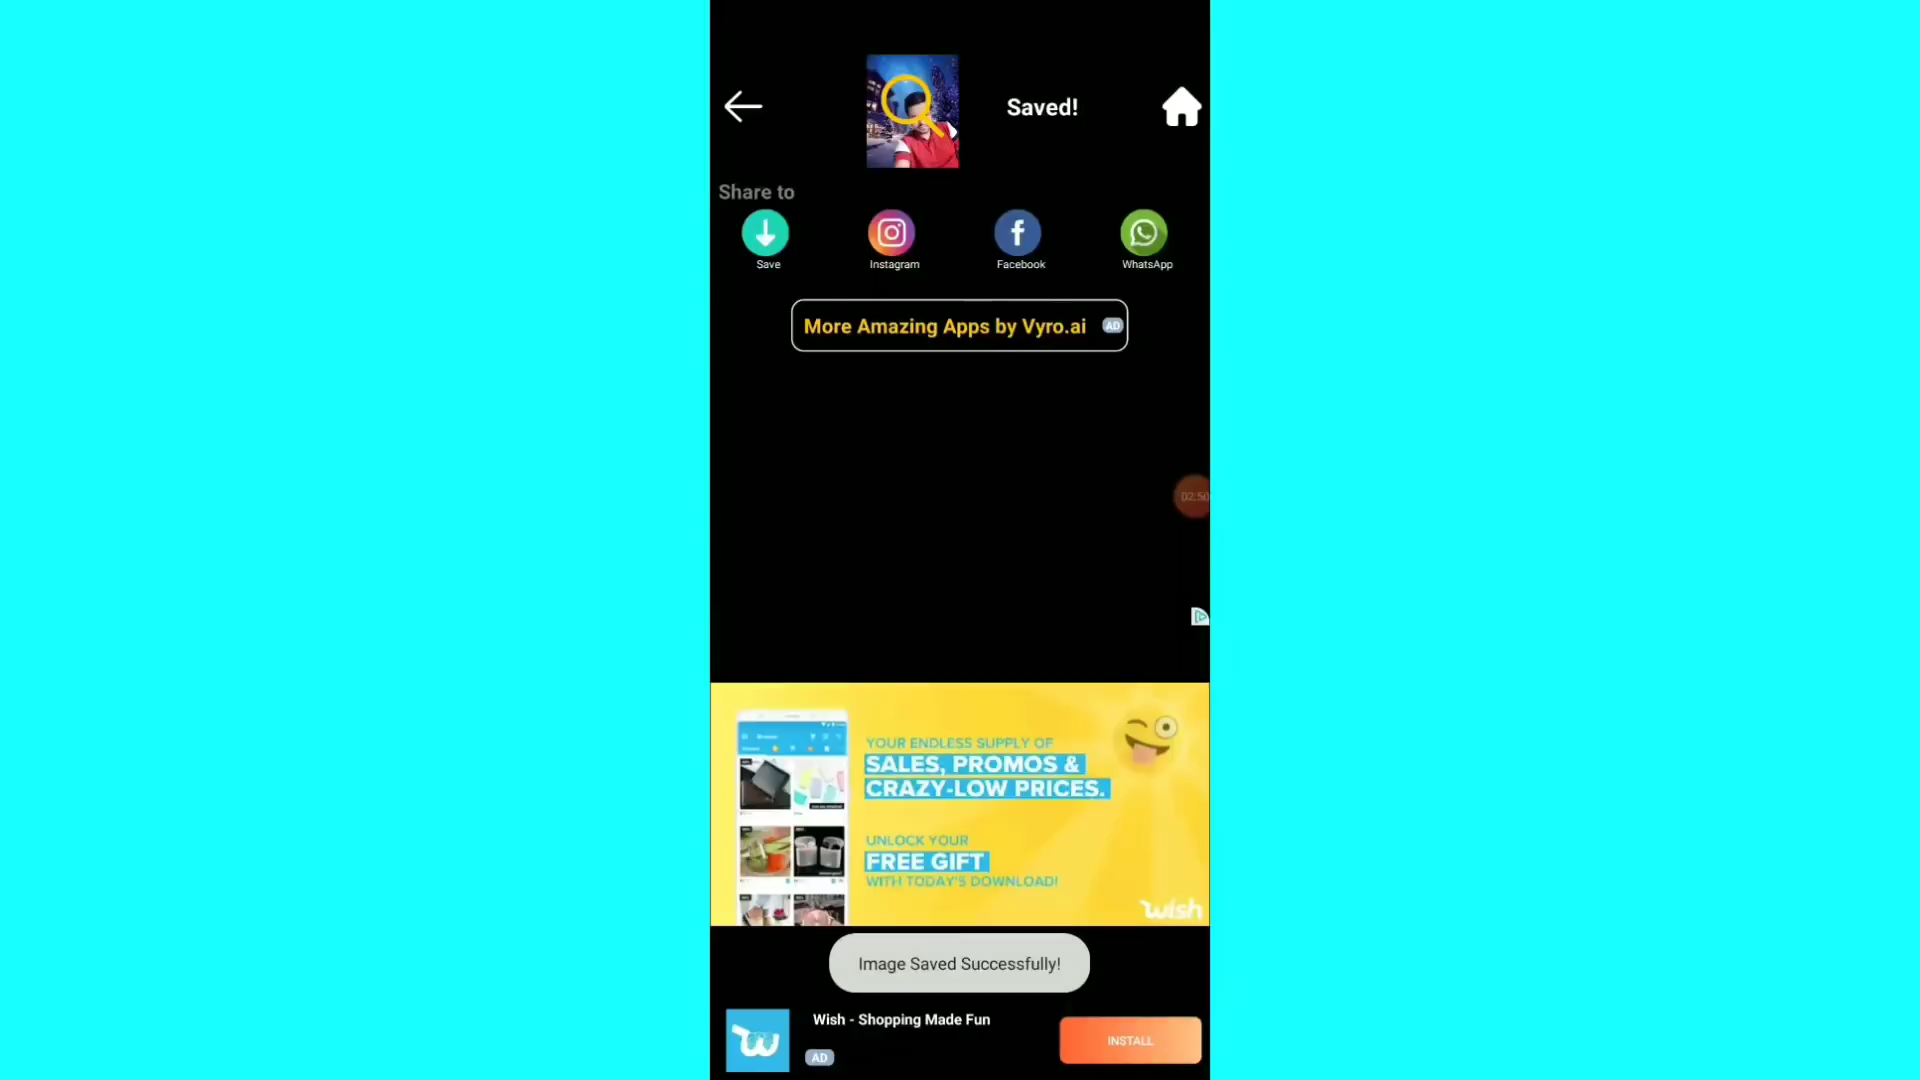 Saved!
Share to
Save
Instagram
Facebook
WhatsApp
More Amazing Apps by Vyro.ai AD
02:50
YOUR ENDLESS SUPPLY OF
SALES, PROMOS &
CRAZY-LOW PRICES.
UNLOCK YOUR
FREE GIFT
WITH TODAY'S DOWNLOAD!
wish
Image Saved Successfully!
Wish - Shopping Made Fun
AD
INSTALL